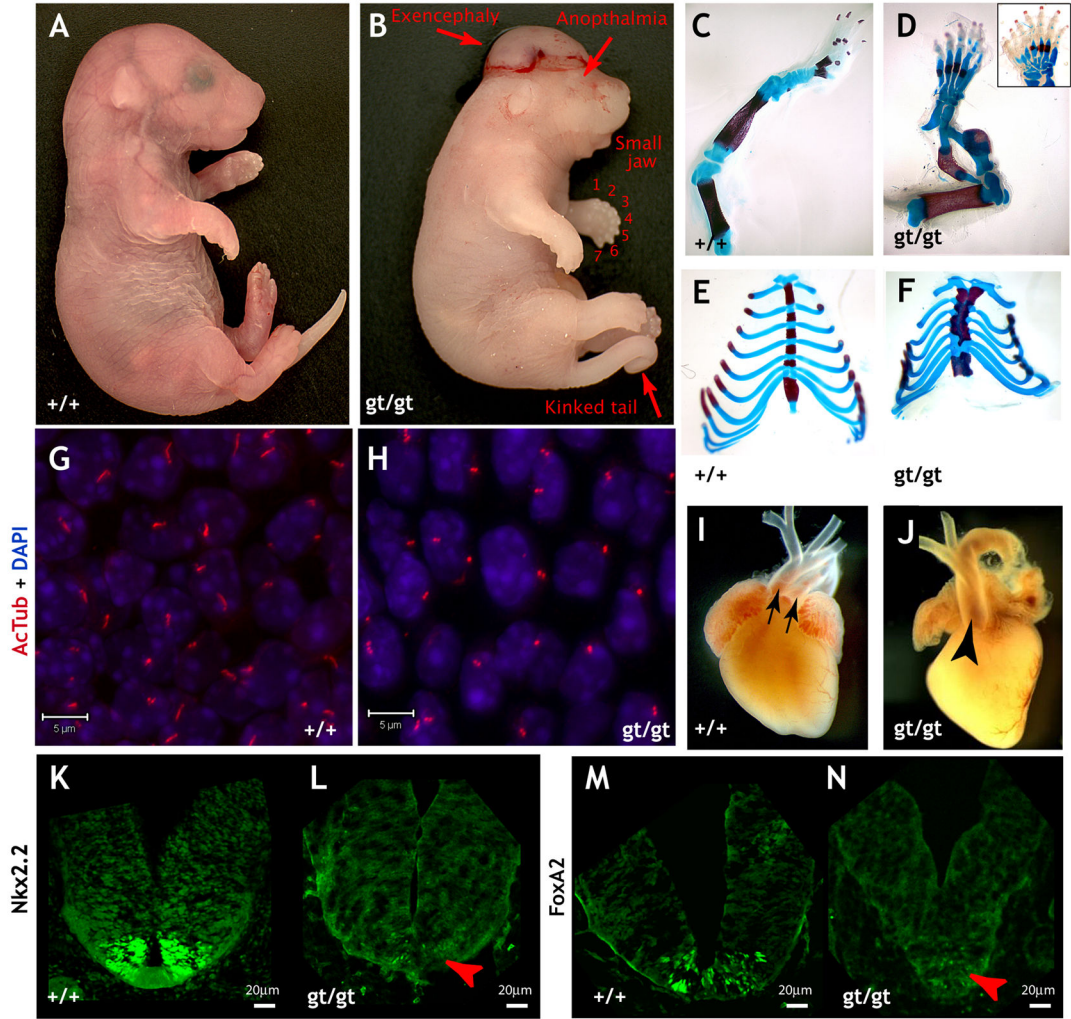 A
B
C
D
Exencephaly
Anopthalmia
Small
jaw
1
2
3
4
5
6
7
+/+
gt/gt
Kinked tail
+/+
gt/gt
E
F
+/+
gt/gt
G
H
AcTub + DAPI
5 µm
+/+
5 µm
gt/gt
I
J
+/+
gt/gt
K
L
M
N
Nkx2.2
FoxA2
+/+
20µm
gt/gt
20µm
+/+
20µm
gt/gt
20µm